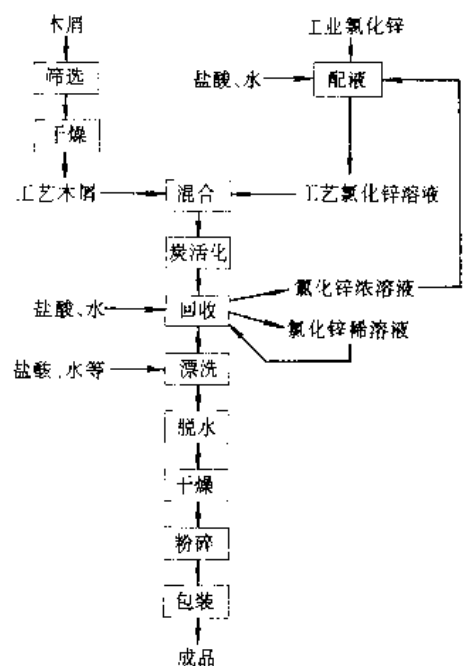 木屑
工业氯化锌
筛选
盐酸、水
配液
干燥
工艺木屑
混合
工艺氯化锌溶液
炭活化
氯化锌浓溶液
盐酸、水
回收
氯化锌稀溶液
盐酸、水等
漂洗
脱水
干燥
粉碎
包装
成品